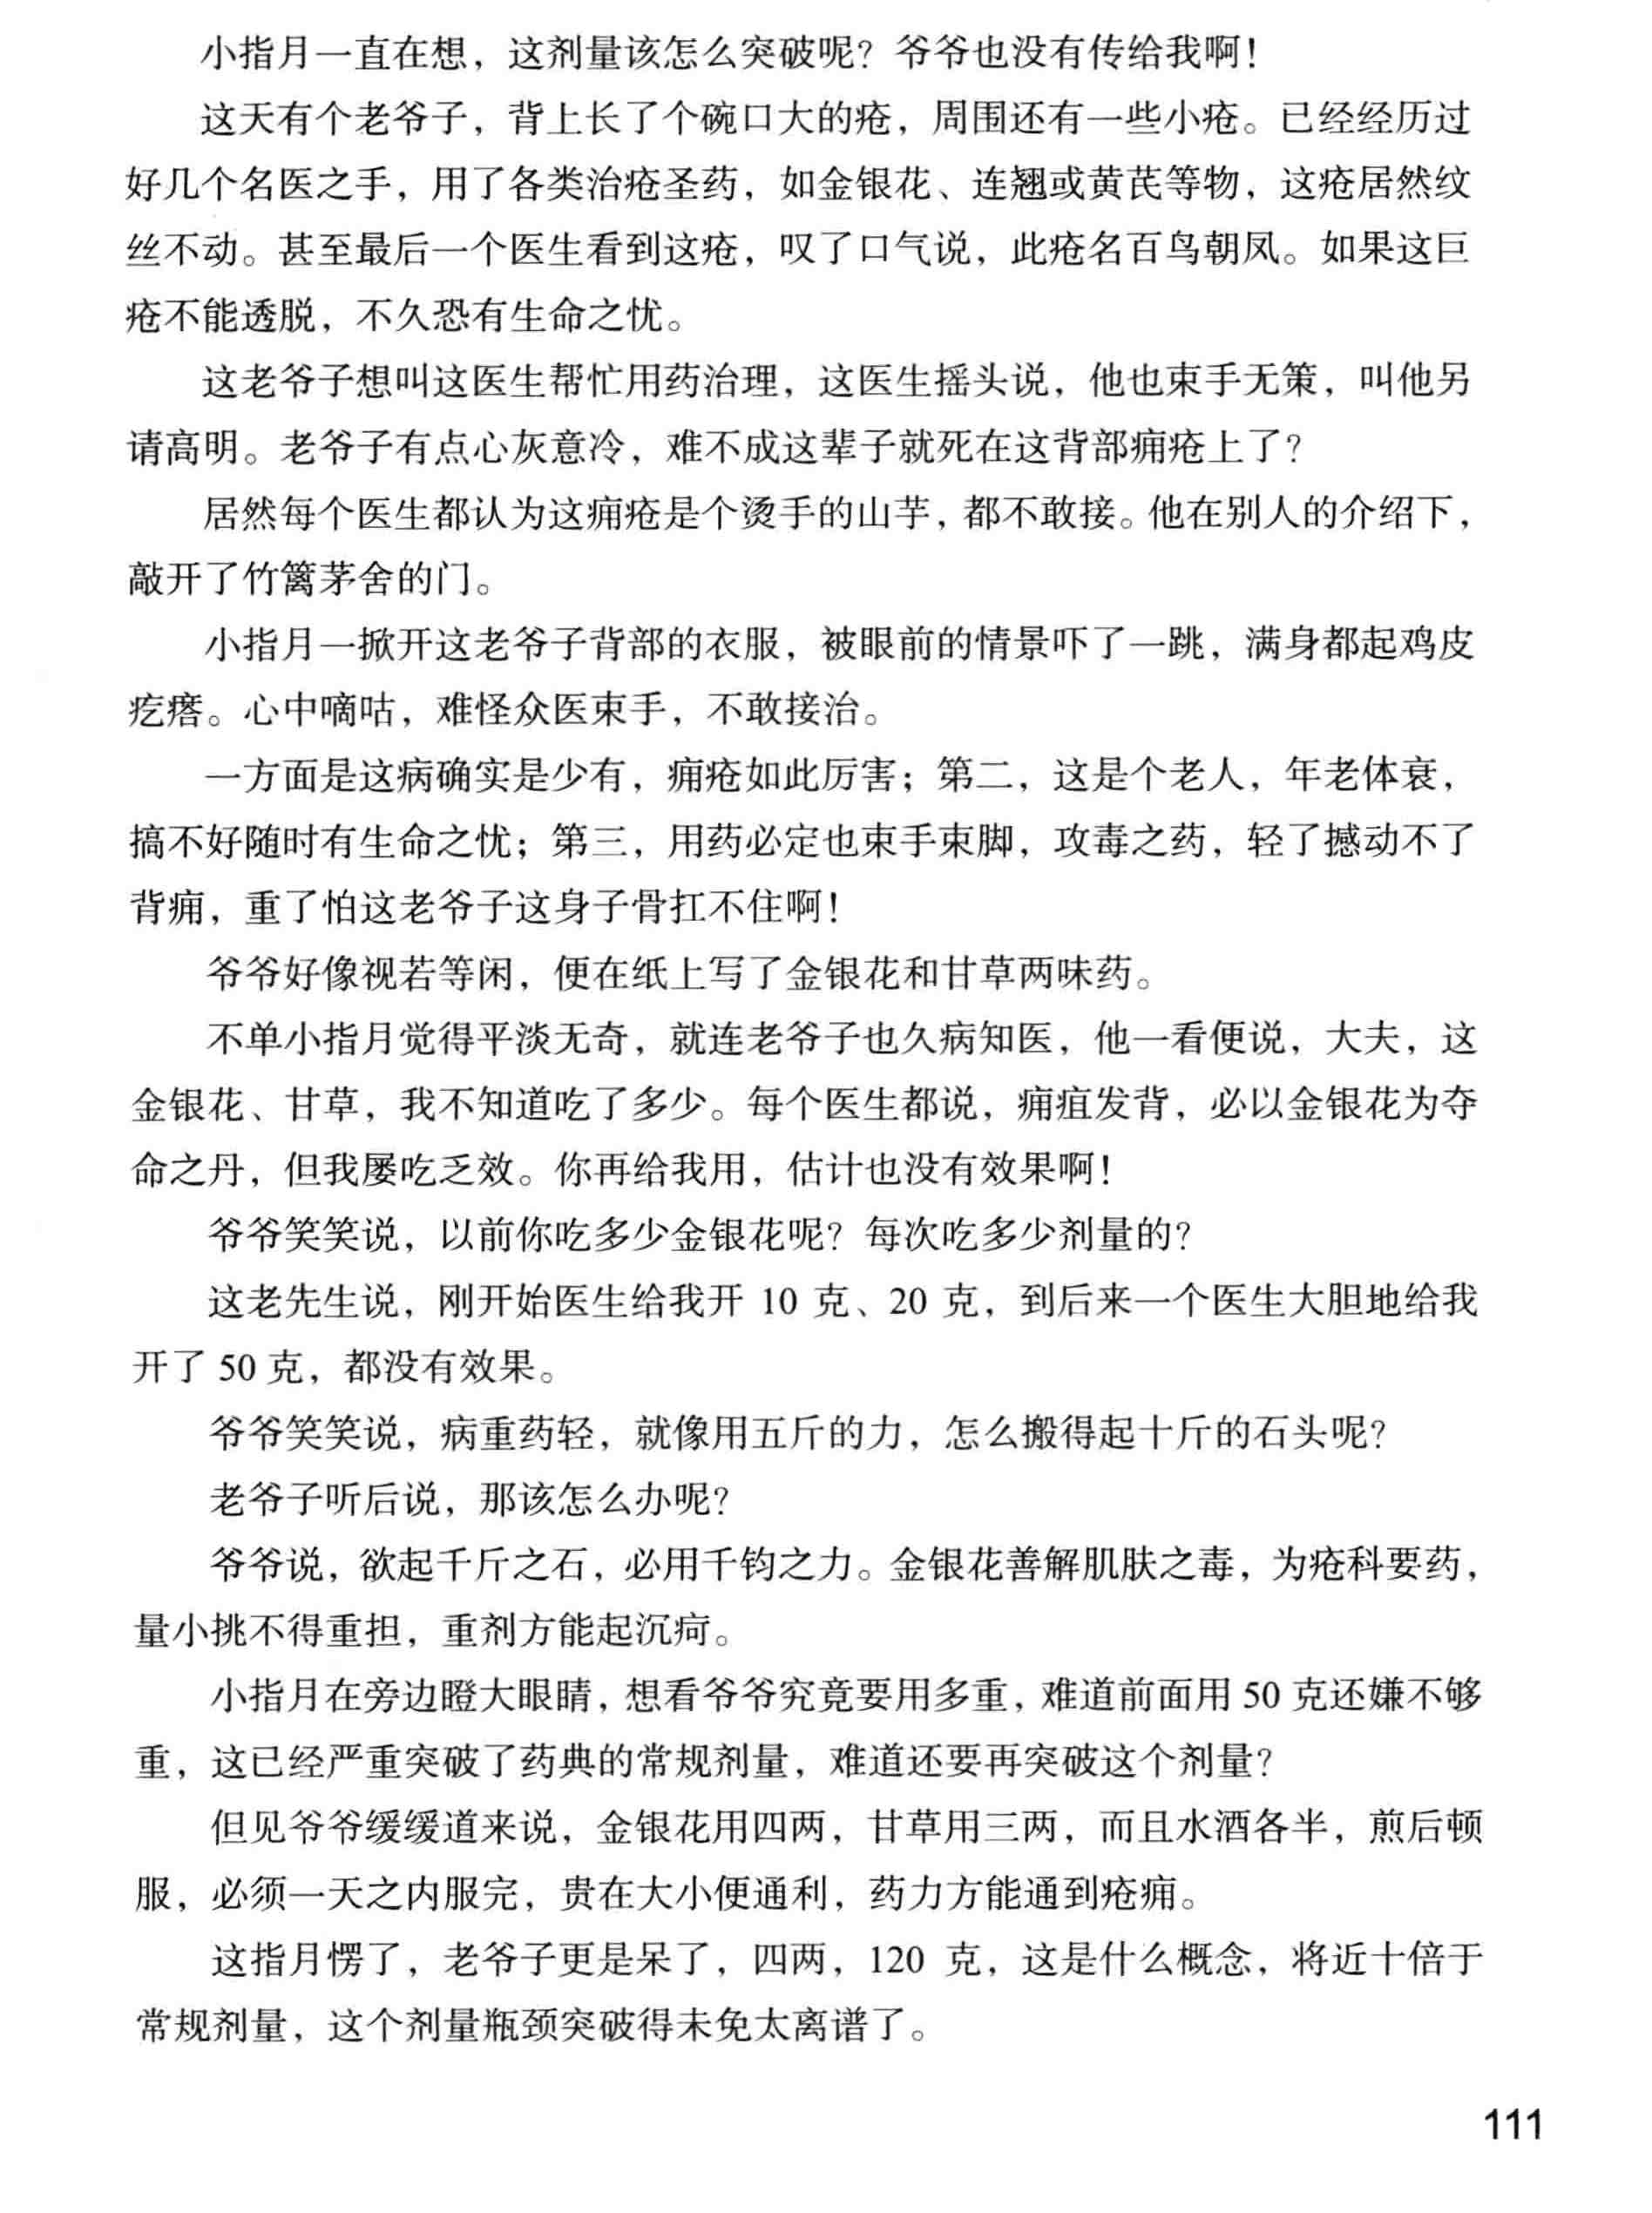 小指月一直在想，这剂量该怎么突破呢？爷爷也没有传给我啊！
这天有个老爷子，背上长了个碗口大的疮，周围还有一些小疮。已经经历过
好几个名医之手，用了各类治疮圣药，如金银花、连翘或黄芪等物，这疮居然纹
丝不动。甚至最后一个医生看到这疮，叹了口气说，此疮名百鸟朝凤。如果这巨
疮不能透脱，不久恐有生命之忧。
这老爷子想叫这医生帮忙用药治理，这医生摇头说，他也束手无策，叫他另
请高明。老爷子有点心灰意冷，难不成这辈子就死在这背部痈疮上了？
居然每个医生都认为这痈疮是个烫手的山芋，都不敢接。他在别人的介绍下，
敲开了竹篱茅舍的门。
小指月一掀开这老爷子背部的衣服，被眼前的情景吓了一跳，满身都起鸡皮
疙瘩。心中嘀咕，难怪众医束手，不敢接治。
一方面是这病确实是少有，痈疮如此厉害；第二，这是个老人，年老体衰，
搞不好随时有生命之忧；第三，用药必定也束手束脚，攻毒之药，轻了撼动不了
背痈，重了怕这老爷子这身子骨扛不住啊！
爷爷好像视若等闲，便在纸上写了金银花和甘草两味药。
不单小指月觉得平淡无奇，就连老爷子也久病知医，他一看便说，大夫，这
金银花、甘草，我不知道吃了多少。每个医生都说，痈疽发背，必以金银花为夺
命之丹，但我屡吃乏效。你再给我用，估计也没有效果啊！
爷爷笑笑说，以前你吃多少金银花呢？每次吃多少剂量的？
这老先生说，刚开始医生给我开 10 克、20 克，到后来一个医生大胆地给我
开了 50 克，都没有效果。
爷爷笑笑说，病重药轻，就像用五斤的力，怎么搬得起十斤的石头呢？
老爷子听后说，那该怎么办呢？
爷爷说，欲起千斤之石，必用千钧之力。金银花善解肌肤之毒，为疮科要药，
量小挑不得重担，重剂方能起沉疴。
小指月在旁边瞪大眼睛，想看爷爷究竟要用多重，难道前面用 50 克还嫌不够
重，这已经严重突破了药典的常规剂量，难道还要再突破这个剂量？
但见爷爷缓缓道来说，金银花用四两，甘草用三两，而且水酒各半，煎后顿
服，必须一天之内服完，贵在大小便通利，药力方能通到疮痈。
这指月愣了，老爷子更是呆了，四两，120 克，这是什么概念，将近十倍于
常规剂量，这个剂量瓶颈突破得未免太离谱了。
111